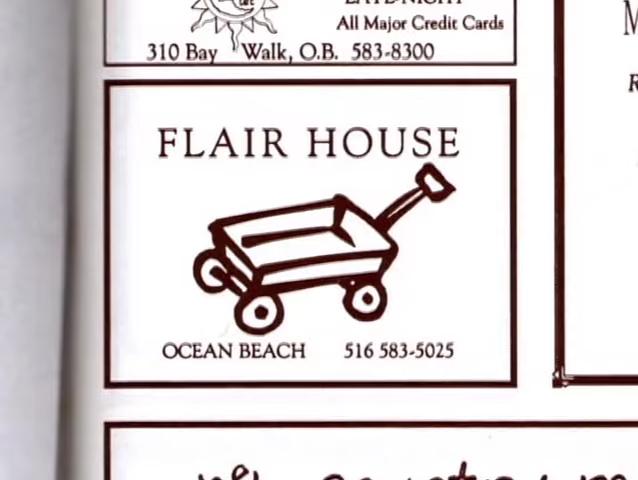 All Major Credit Cards
310 Bay Walk, O.B. 583-8300
FLAIR HOUSE
OCEAN BEACH 516 583-5025